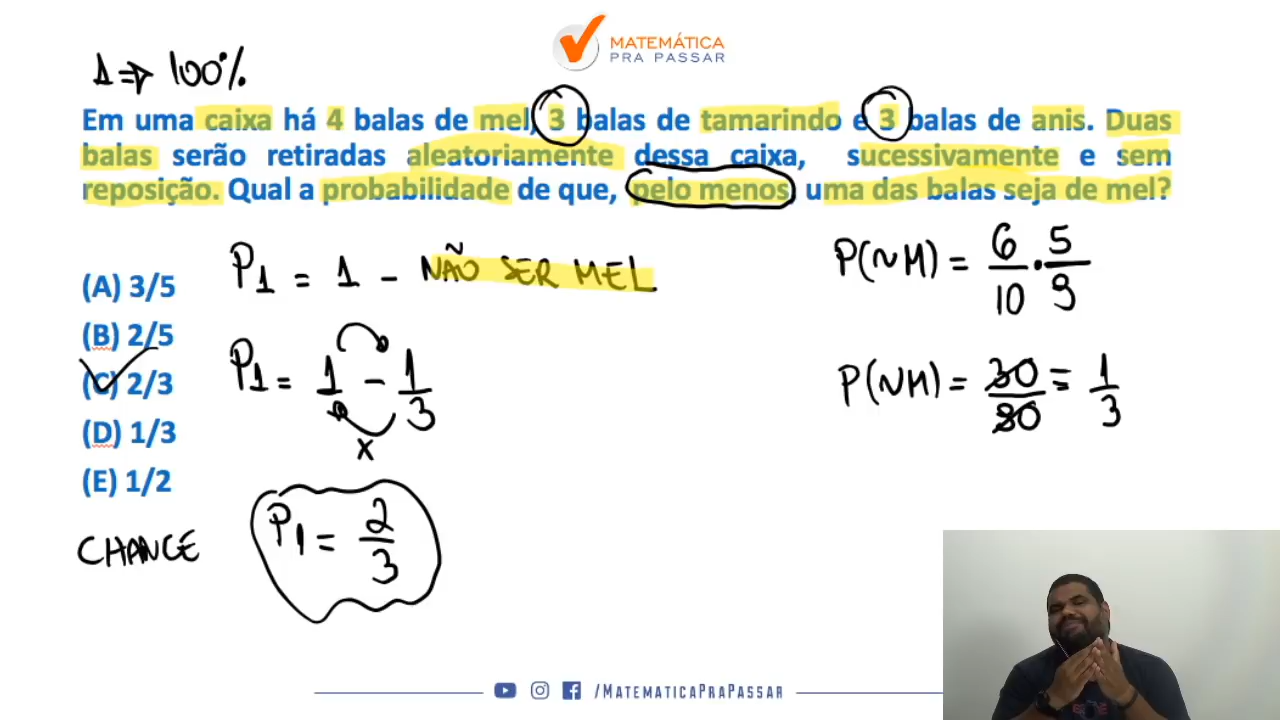 MATEMÁTICA
PRA PASSAR
1 => 100%
Em uma caixa há 4 balas de mel, 3 balas de tamarindo e 3 balas de anis. Duas
balas serão retiradas aleatoriamente dessa caixa, sucessivamente e sem
reposição. Qual a probabilidade de que, pelo menos, uma das balas seja de mel?
(A) 3/5
(B) 2/5
(C) 2/3
(D) 1/3
(E) 1/2
CHANCE
P1 = 1 - NÃO SER MEL
P1 = 1 - 1/3
x
P1 = 2/3
P(NM) = 6/10 · 5/9
P(NM) = 30/90 = 1/3
/MATEMATICAPRAPASSAR